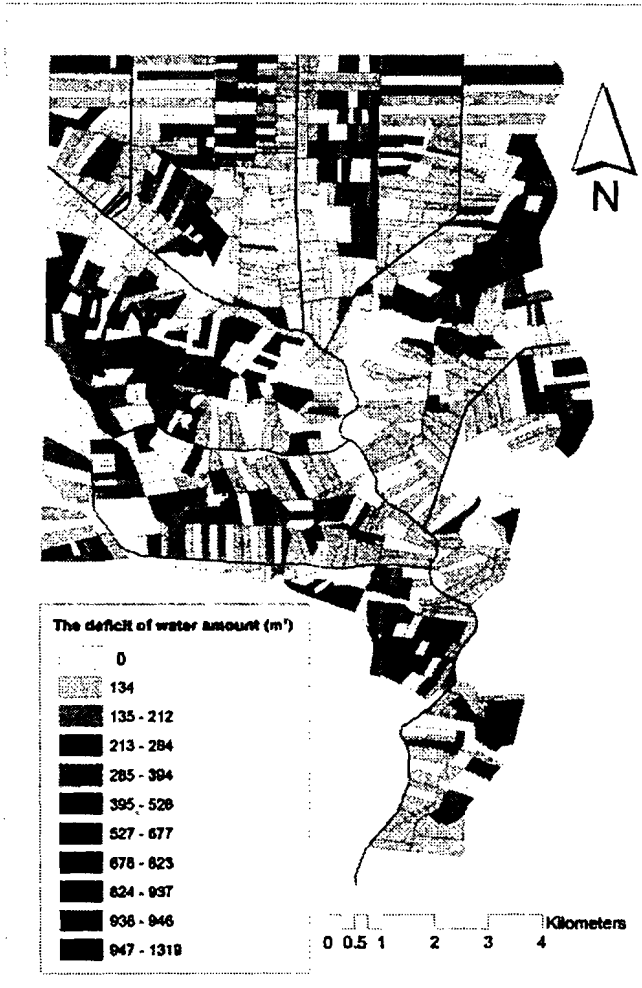 N
The deficit of water amount (m³)
0
134
135 - 212
213 - 284
285 - 394
395 - 528
527 - 677
678 - 823
824 - 937
938 - 946
947 - 1319
Kilometers
0 0.5 1 2 3 4